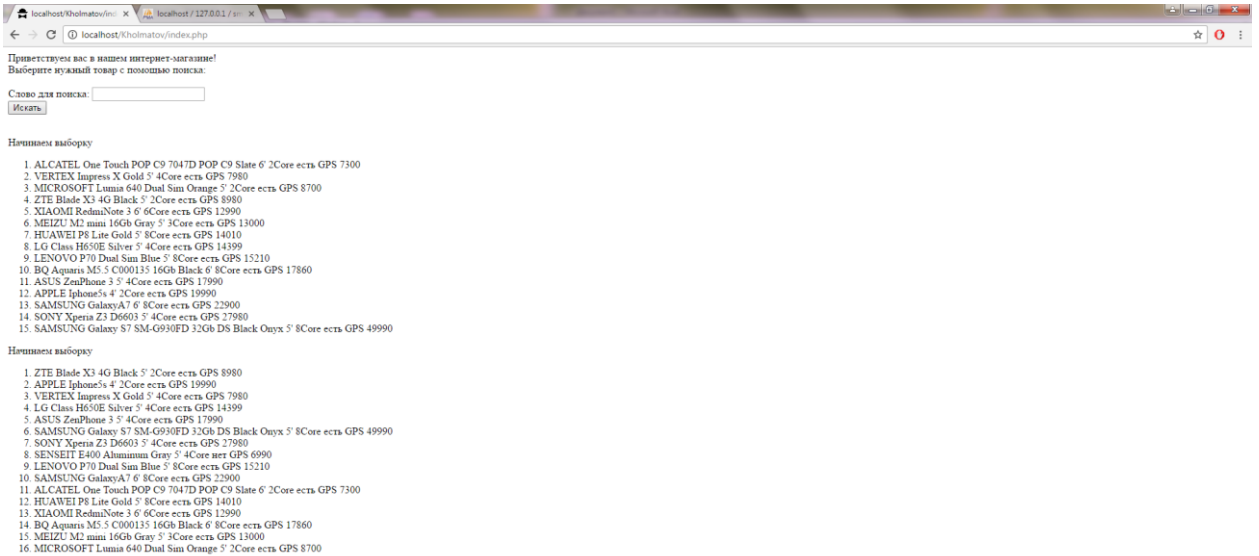 localhost/Kholmatov/ind
localhost / 127.0.0.1 /
localhost/Kholmatov/index.php
Приветствуем вас в нашем интернет-магазине!
Выберите нужный товар с помощью поиска:
Слово для поиска:
Искать
Начинаем выборку
1. ALCATEL One Touch POP C9 7047D POP C9 Slate 6' 2Core есть GPS 7300
2. VERTEX Impress X Gold 5' 4Core есть GPS 7980
3. MICROSOFT Lumia 640 Dual Sim Orange 5' 2Core есть GPS 8700
4. ZTE Blade X3 4G Black 5' 2Core есть GPS 8980
5. XIAOMI RedmiNote 3 6' 6Core есть GPS 12990
6. MEIZU M2 mini 16Gb Gray 5' 3Core есть GPS 13000
7. HUAWEI P8 Lite Gold 5' 8Core есть GPS 14010
8. LG Class H650E Silver 5' 4Core есть GPS 14399
9. LENOVO P70 Dual Sim Blue 5' 8Core есть GPS 15210
10. BQ Aquaris M5.5 C000135 16Gb Black 6' 8Core есть GPS 17860
11. ASUS ZenPhone 3 5' 4Core есть GPS 17990
12. APPLE Iphone5s 4' 2Core есть GPS 19990
13. SAMSUNG GalaxyA7 6' 8Core есть GPS 22900
14. SONY Xperia Z3 D6603 5' 4Core есть GPS 27980
15. SAMSUNG Galaxy S7 SM-G930FD 32Gb DS Black Onyx 5' 8Core есть GPS 49990
Начинаем выборку
1. ZTE Blade X3 4G Black 5' 2Core есть GPS 8980
2. APPLE Iphone5s 4' 2Core есть GPS 19990
3. VERTEX Impress X Gold 5' 4Core есть GPS 7980
4. LG Class H650E Silver 5' 4Core есть GPS 14399
5. ASUS ZenPhone 3 5' 4Core есть GPS 17990
6. SAMSUNG Galaxy S7 SM-G930FD 32Gb DS Black Onyx 5' 8Core есть GPS 49990
7. SONY Xperia Z3 D6603 5' 4Core есть GPS 27980
8. SENSEIT E400 Aluminum Gray 5' 4Core нет GPS 6990
9. LENOVO P70 Dual Sim Blue 5' 8Core есть GPS 15210
10. SAMSUNG GalaxyA7 6' 8Core есть GPS 22900
11. ALCATEL One Touch POP C9 7047D POP C9 Slate 6' 2Core есть GPS 7300
12. HUAWEI P8 Lite Gold 5' 8Core есть GPS 14010
13. XIAOMI RedmiNote 3 6' 6Core есть GPS 12990
14. BQ Aquaris M5.5 C000135 16Gb Black 6' 8Core есть GPS 17860
15. MEIZU M2 mini 16Gb Gray 5' 3Core есть GPS 13000
16. MICROSOFT Lumia 640 Dual Sim Orange 5' 2Core есть GPS 8700